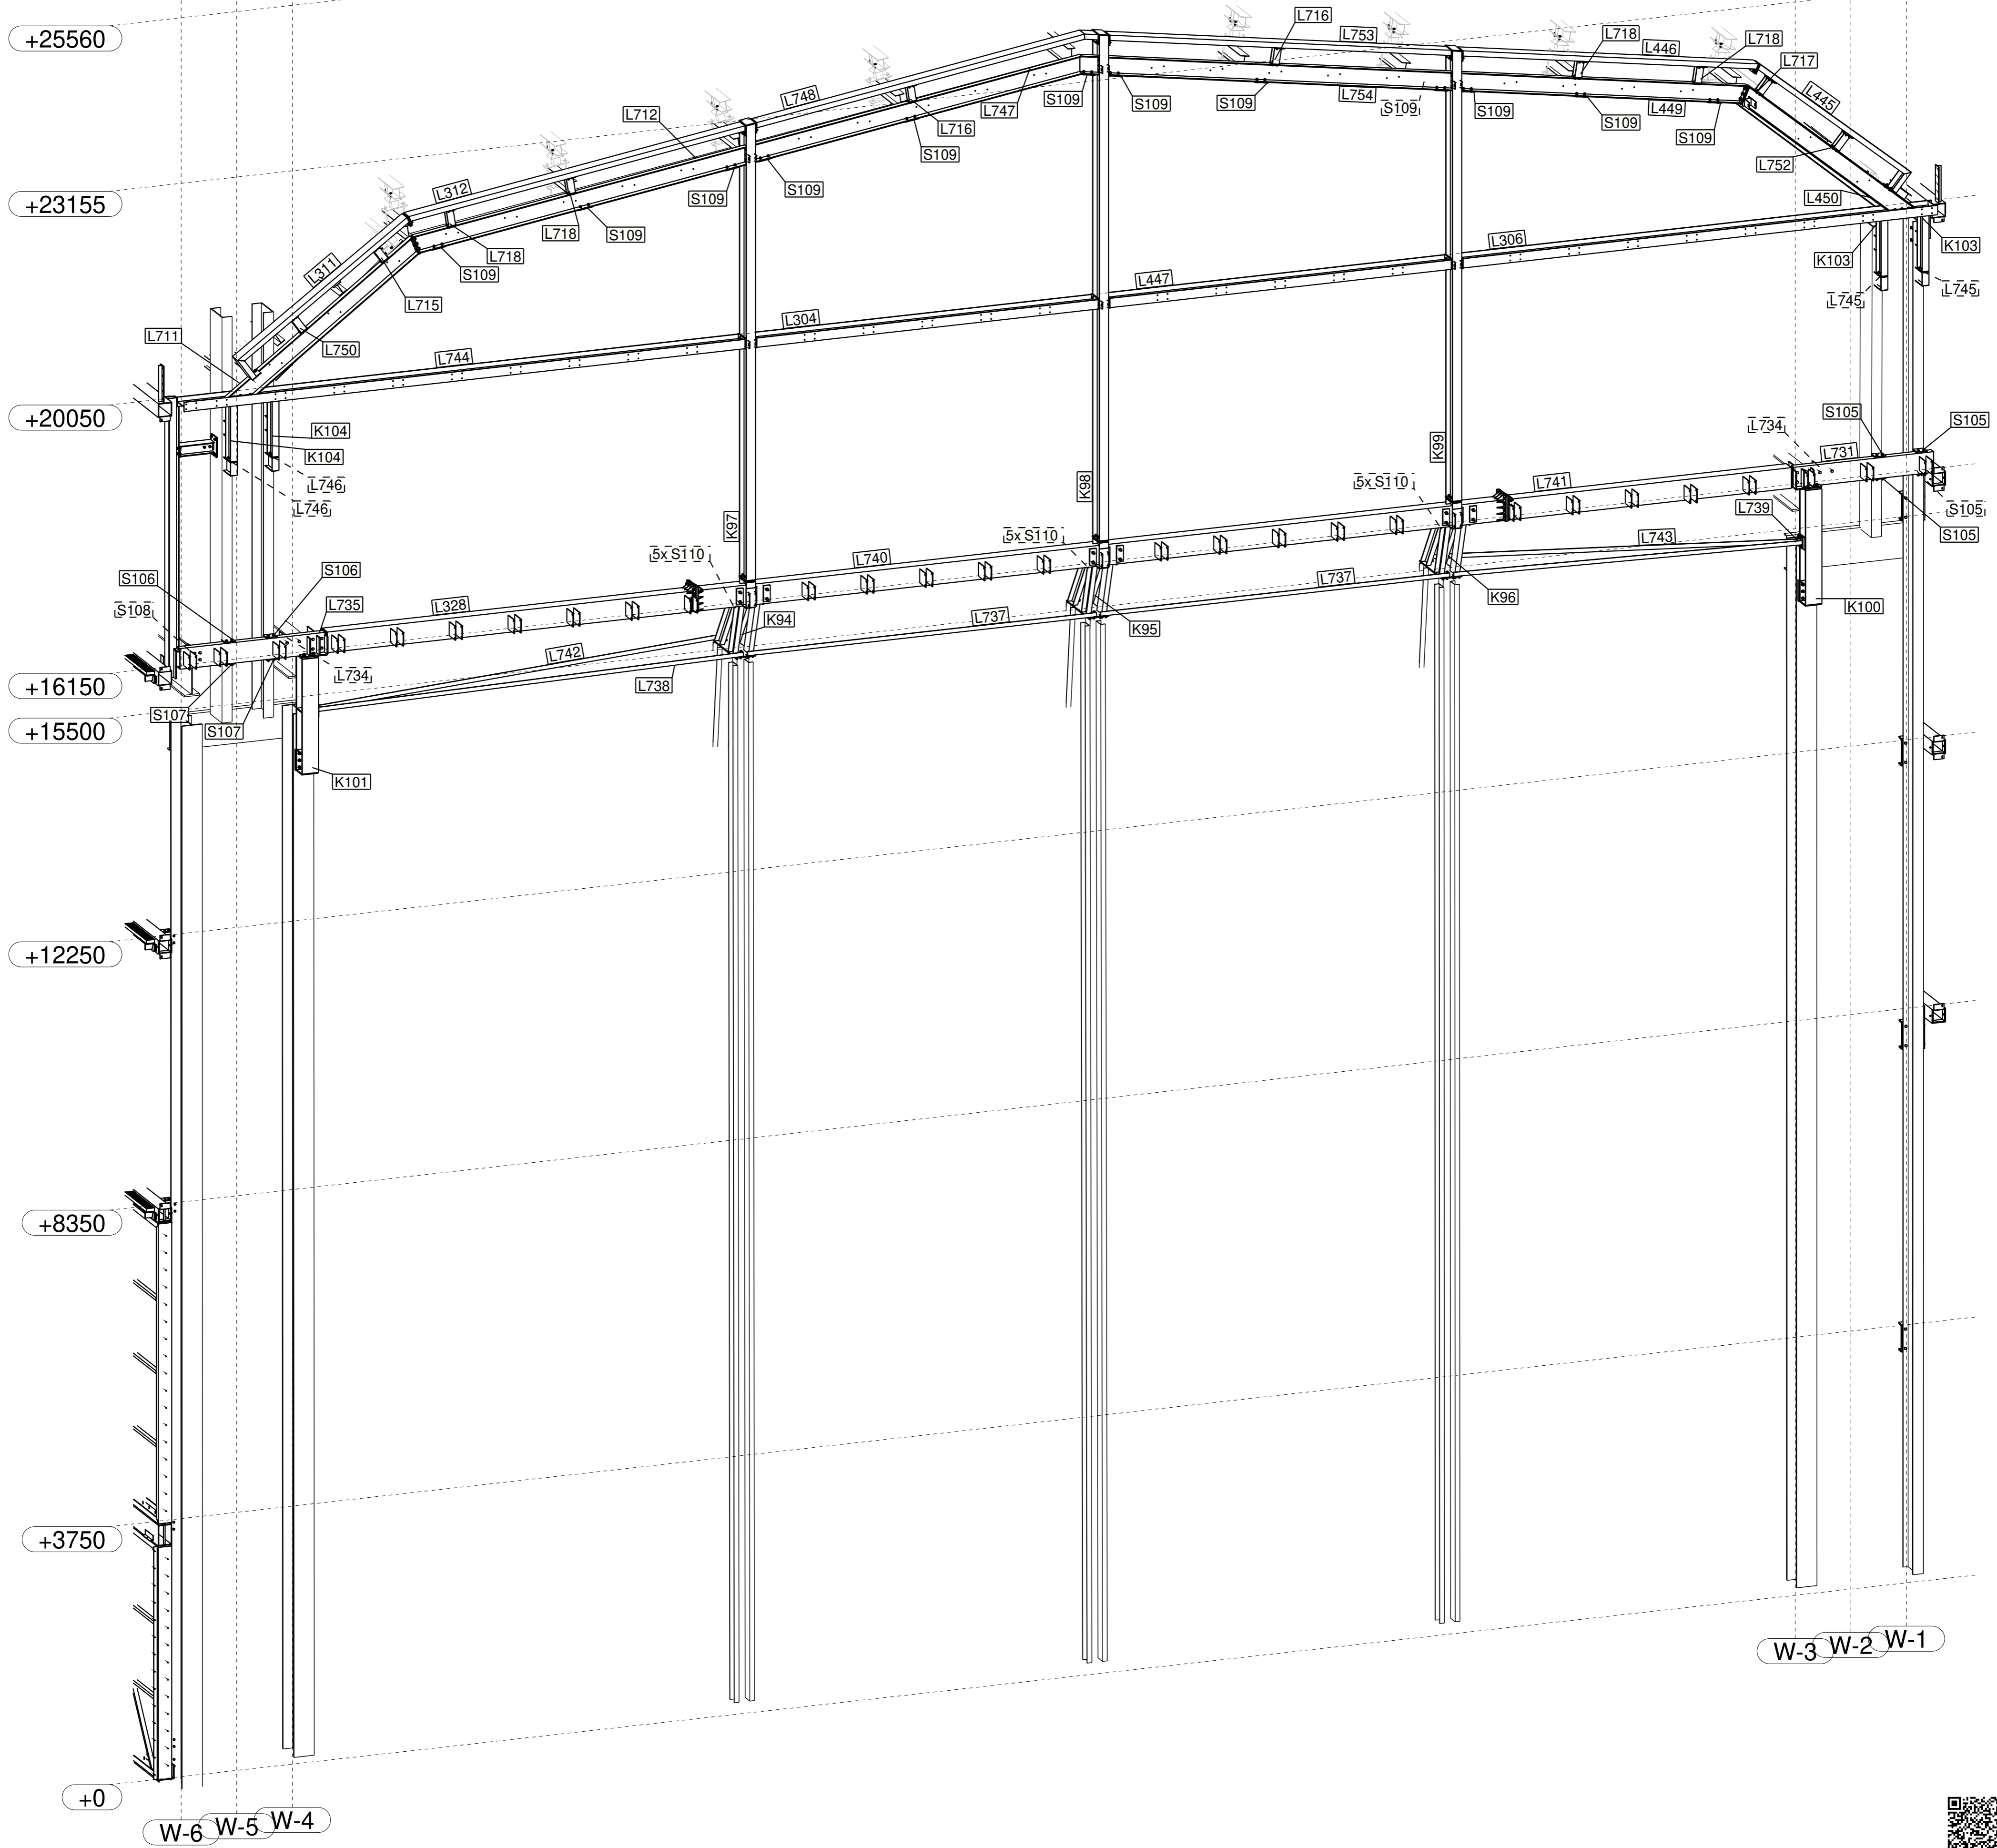 +25560
L716
L753
L718
L446
L718
L717
L445
L748
L712
L747
S109
S109
S109
L754
S109
S109
S109
L449
S109
L716
S109
L752
L450
+23155
L312
S109
S109
L718
S109
L718
S109
L311
L715
L306
K103
K103
L447
L745
L745
L304
L711
L750
L744
+20050
K104
K104
L746
L746
S105
S105
L734
L731
K99
K98
5x S110
L741
S105
S105
L739
L743
K97
5x S110
5x S110
L740
L737
K96
K100
S106
S106
S108
L735
L328
K94
L737
K95
L742
L734
L738
+16150
S107
S107
+15500
K101
+12250
+8350
+3750
+0
W-6
W-5
W-4
W-3
W-2
W-1